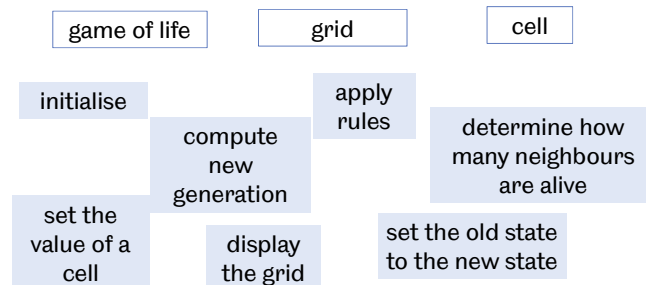 game of life
grid
cell
initialise
apply
rules
compute
new
generation
determine how
many neighbours
are alive
set the
value of a
cell
display
the grid
set the old state
to the new state